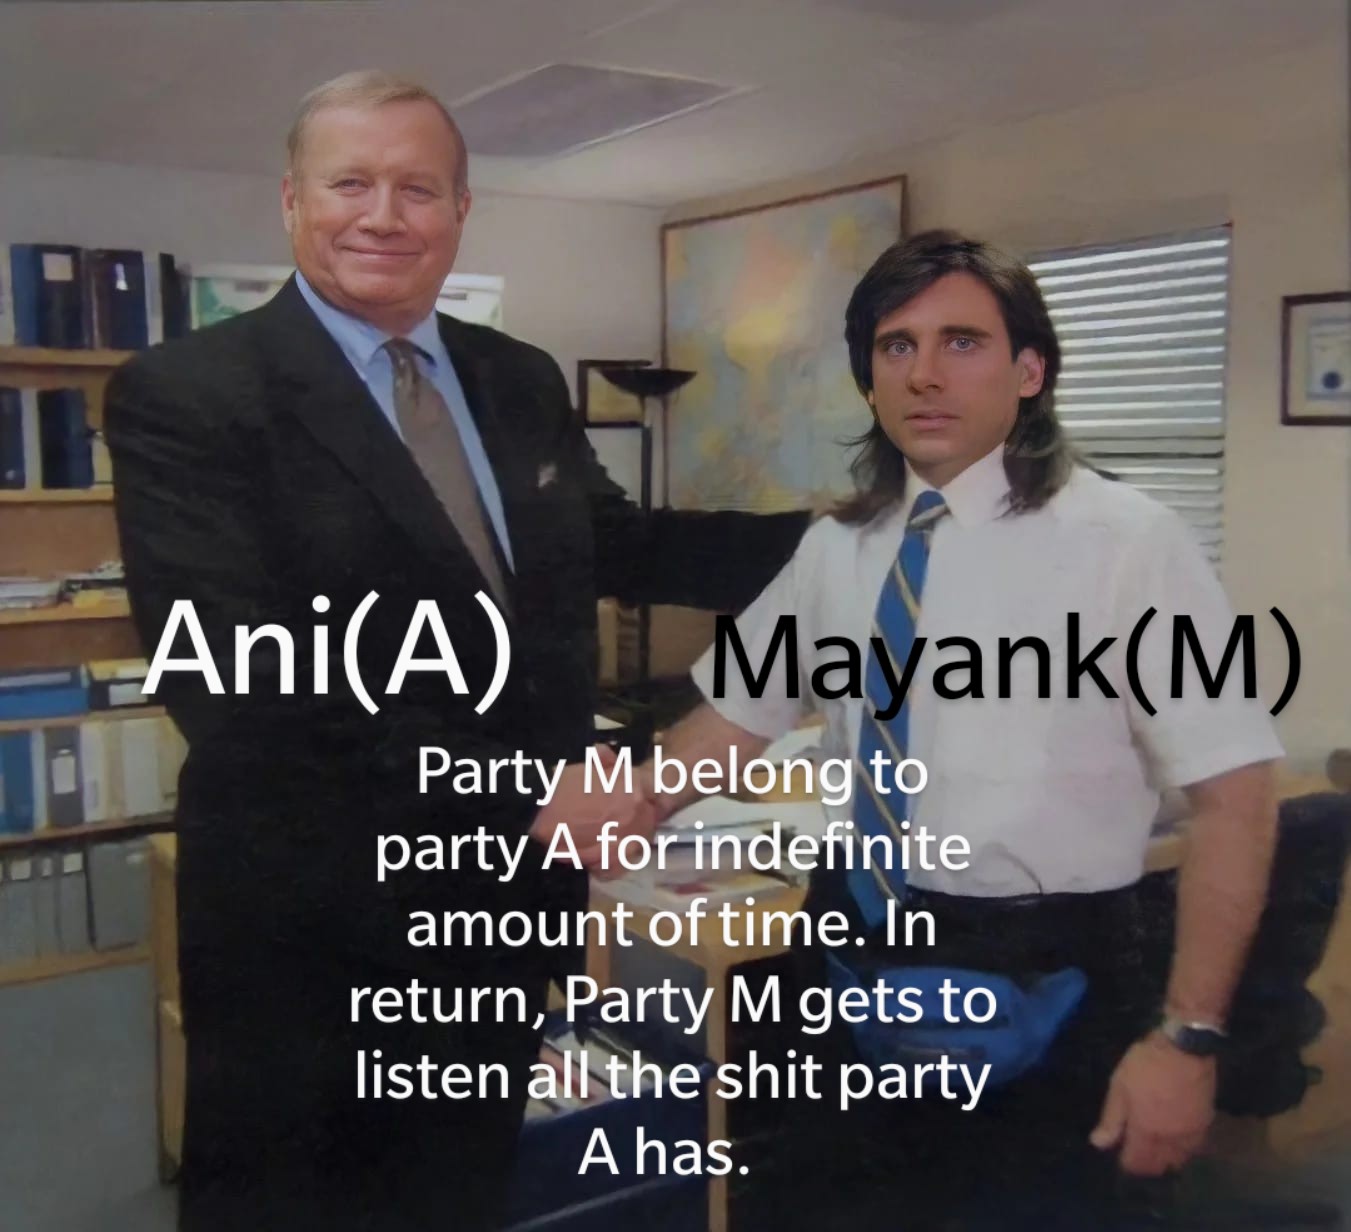 Ani(A)
Mayank(M)
Party M belong to
party A for indefinite
amount of time. In
return, Party M gets to
listen all the shit party
A has.